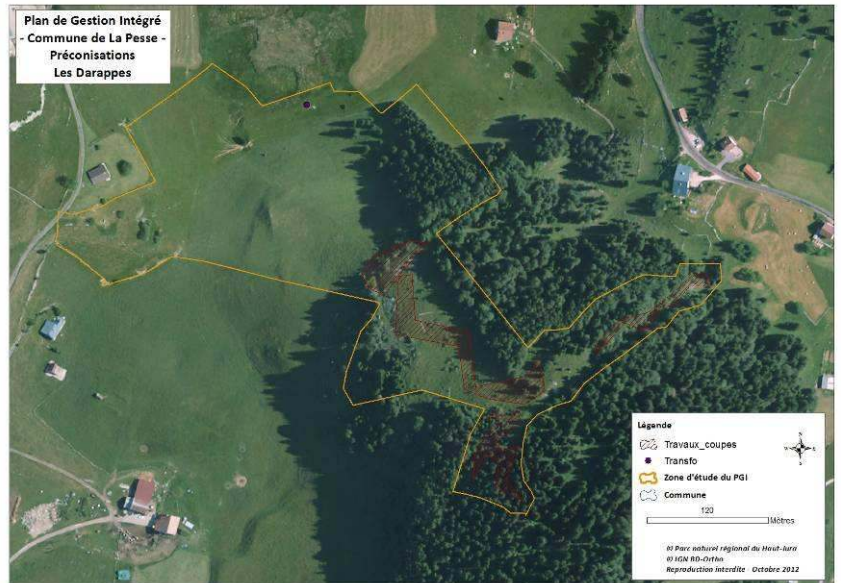 Plan de Gestion Intégré
- Commune de La Pesse -
Préconisations
Les Darappes
Légende
Travaux_coupes
Transfo
Zone d'étude du PGI
Commune
120
Mètres
© Parc naturel régional du Haut-Jura
© IGN BD-Ortho
Reproduction interdite - Octobre 2012